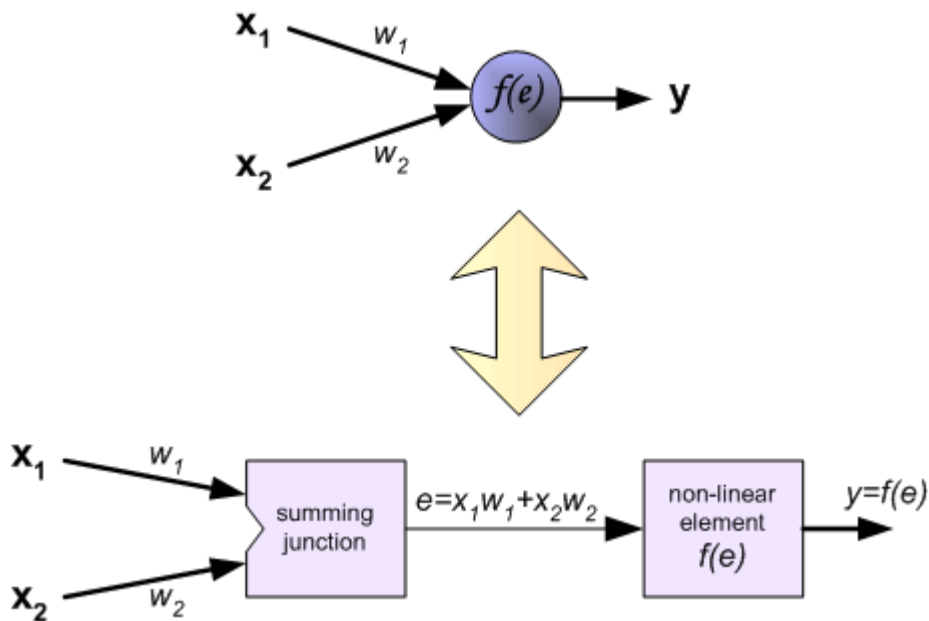 x₁
w₁
f(e)
y
w₂
x₂
x₁
w₁
summing
junction
e=x₁w₁+x₂w₂
non-linear
element
f(e)
y=f(e)
x₂
w₂